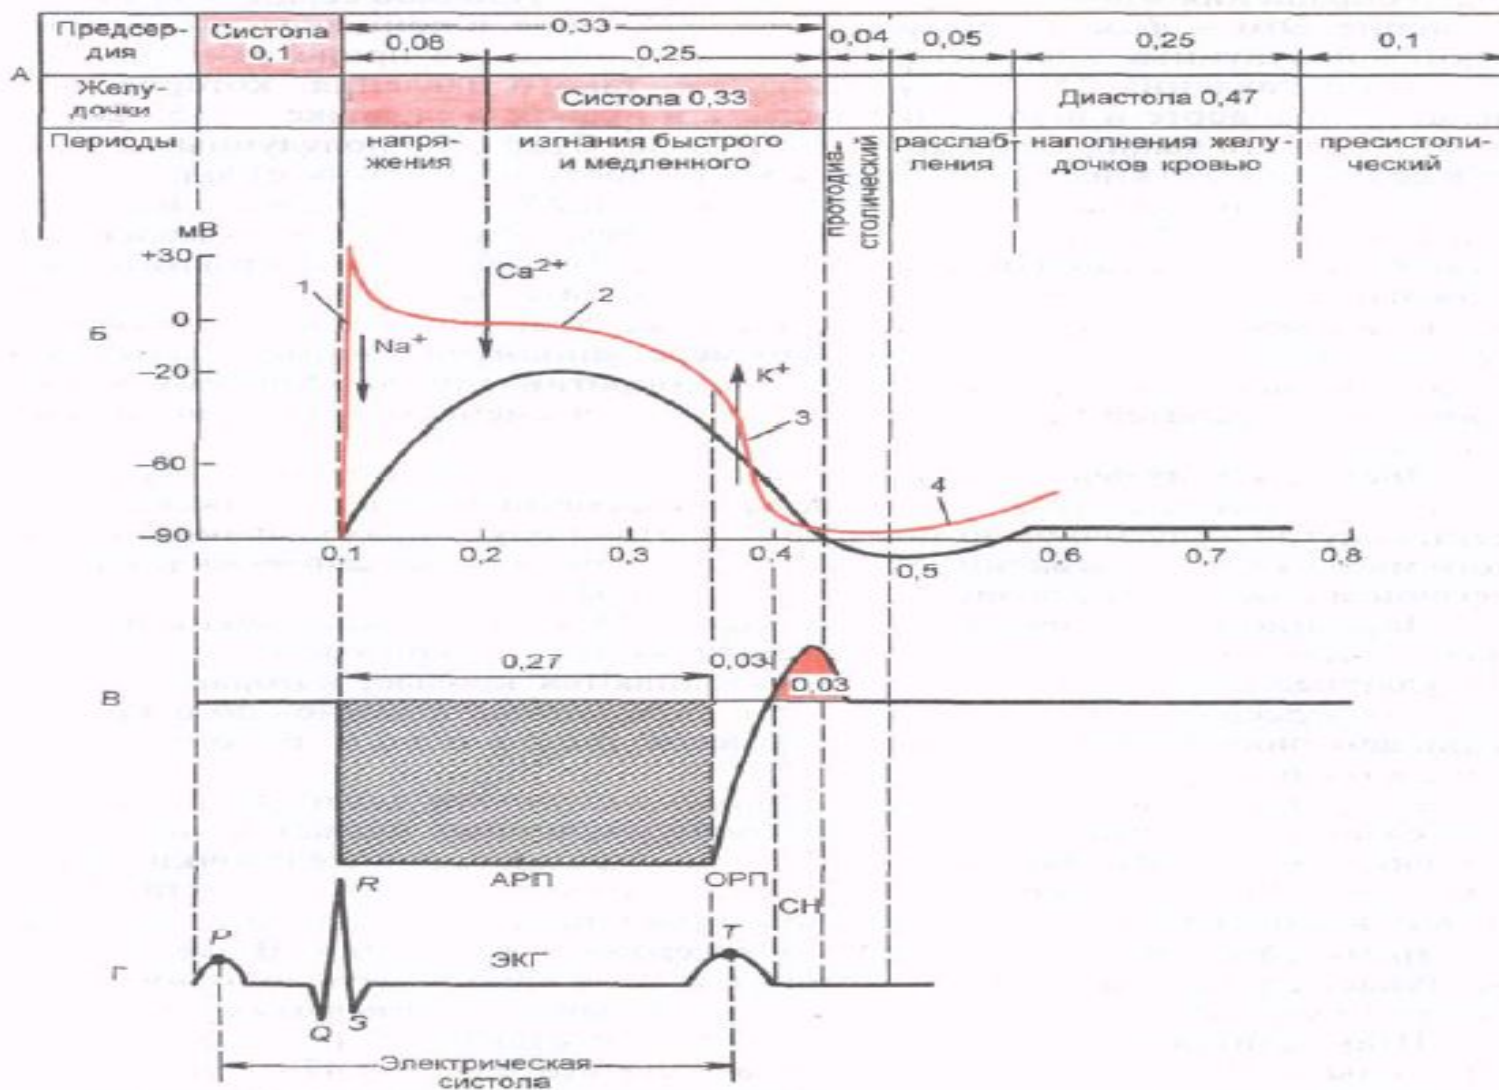 Предсер-
дия
Систола
0,1
0,33
0,08
0,25
0,04
0,05
0,25
0,1
А
Желу-
дочки
Систола 0,33
Диастола 0,47
Периоды
напря-
жения
изгнания быстрого
и медленного
протодиа-
столический
расслаб-
ления
наполнения желу-
дочков кровью
пресистоли-
ческий
мВ
+30
0
–20
–60
–90
Б
1
Na⁺
Ca²⁺
2
K⁺
3
4
0,1
0,2
0,3
0,4
0,5
0,6
0,7
0,8
В
0,27
0,03
0,03
АРП
ОРП
СН
Г
P
R
Q
S
ЭКГ
T
Электрическая
систола